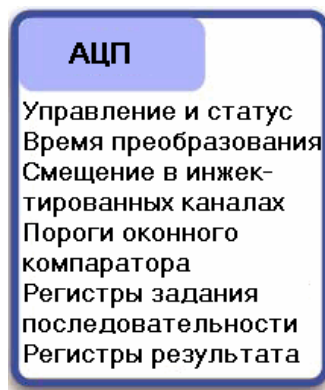 АЦП
Управление и статус
Время преобразования
Смещение в инжек-
тированных каналах
Пороги оконного
компаратора
Регистры задания
последовательности
Регистры результата